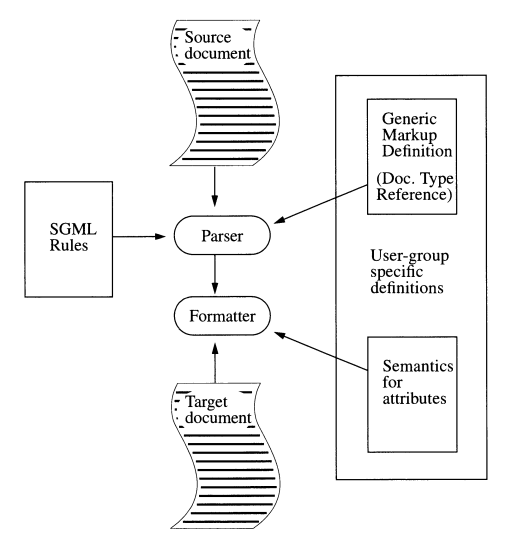 Source
document
Generic
Markup
Definition
(Doc. Type
Reference)
SGML
Rules
Parser
User-group
specific
definitions
Formatter
Semantics
for
attributes
Target
document